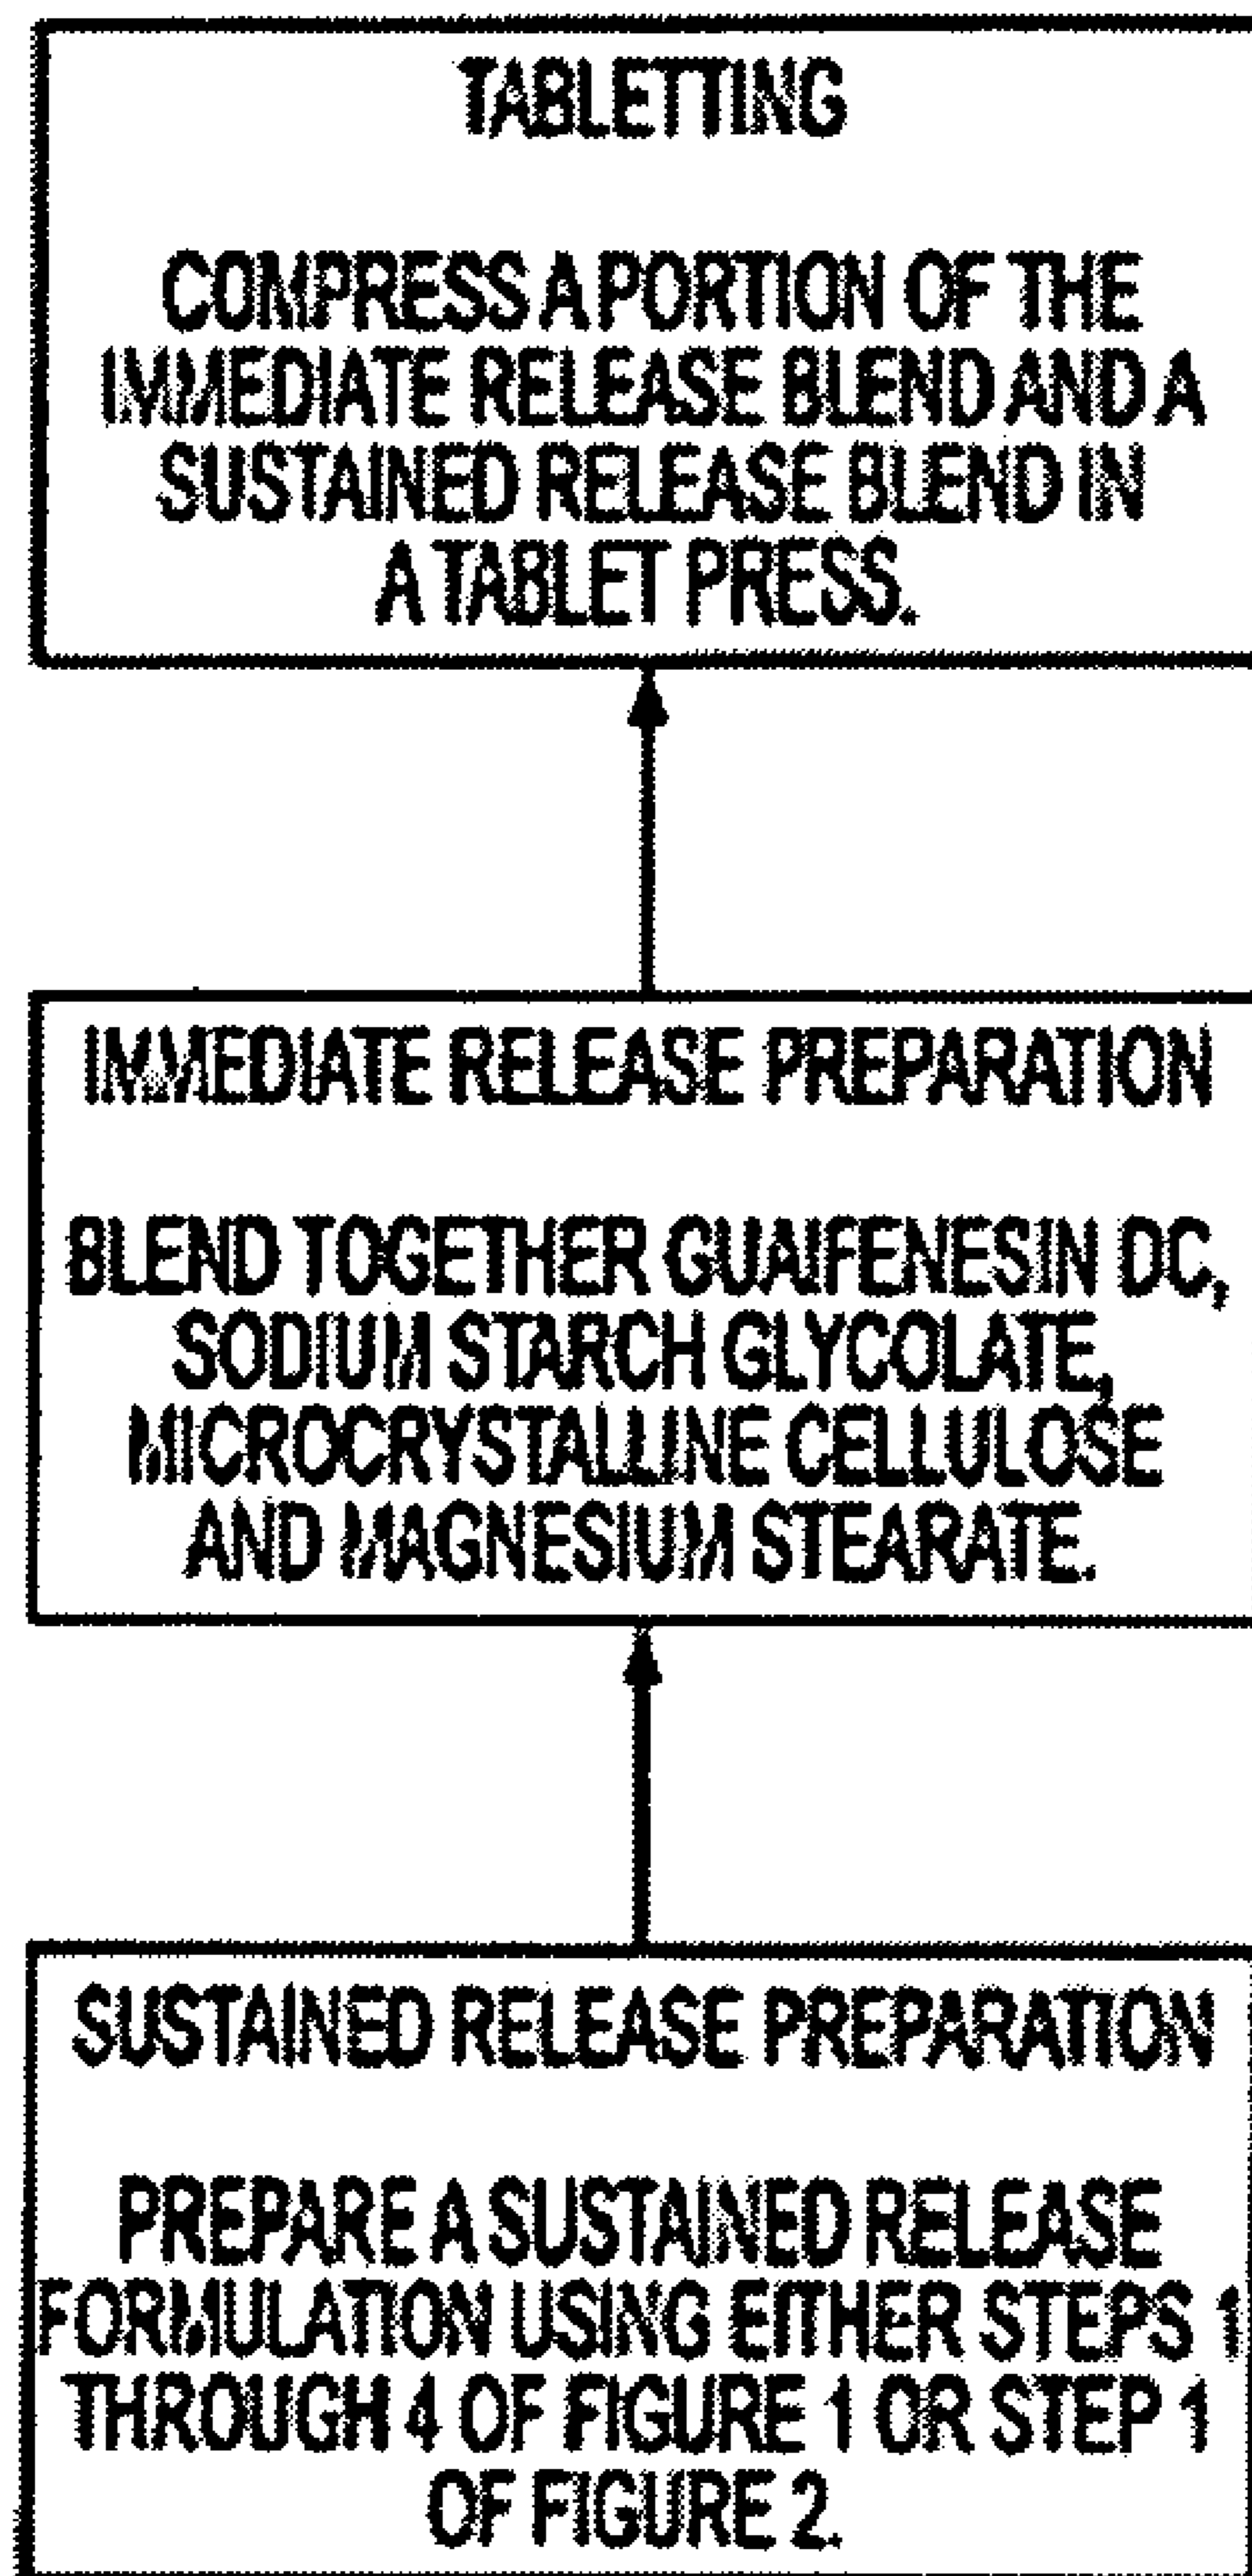 TABLETTING
COMPRESS A PORTION OF THE
IMMEDIATE RELEASE BLEND AND A
SUSTAINED RELEASE BLEND IN
A TABLET PRESS.
IMMEDIATE RELEASE PREPARATION
BLEND TOGETHER GUAIFENESIN DC,
SODIUM STARCH GLYCOLATE,
MICROCRYSTALLINE CELLULOSE
AND MAGNESIUM STEARATE.
SUSTAINED RELEASE PREPARATION
PREPARE A SUSTAINED RELEASE
FORMULATION USING EITHER STEPS 1
THROUGH 4 OF FIGURE 1 OR STEP 1
OF FIGURE 2.